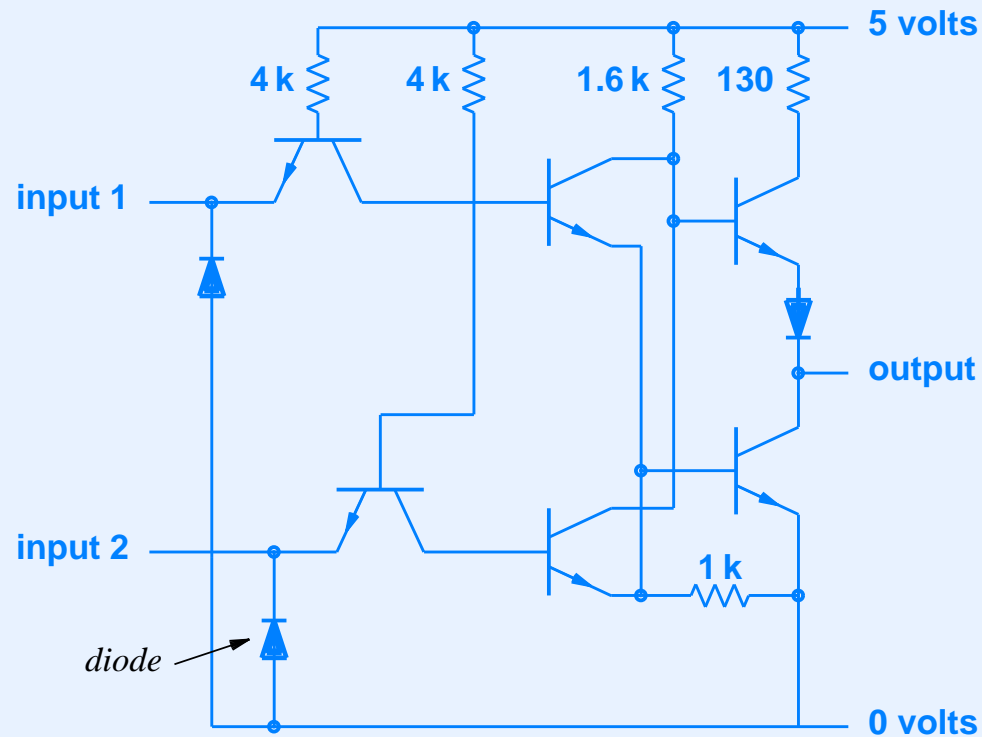 5 volts
4 k
4 k
1.6 k
130
input 1
output
input 2
1 k
diode
0 volts